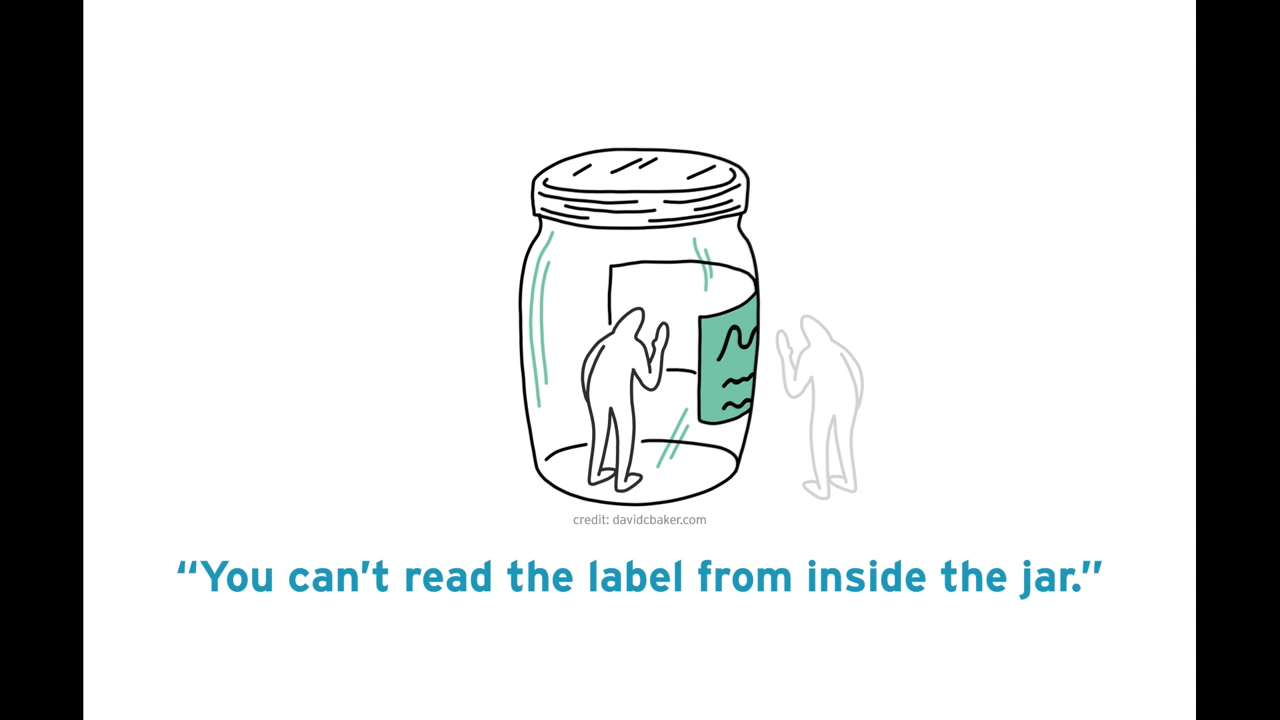 credit: davidcbaker.com
“You can’t read the label from inside the jar.”